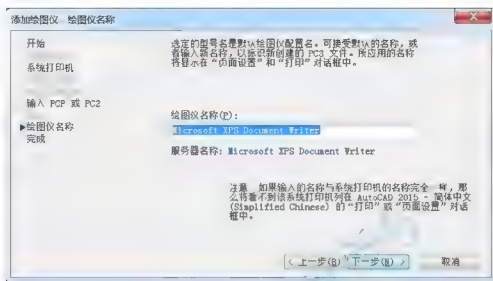 添加绘图仪 - 绘图仪名称
开始
系统打印机
输入 PCP 或 PC2
▶绘图仪名称
完成
选定的型号名是默认绘图仪配置名。可接受默认的名称，或
者输入新名称，以标识新创建的 PC3 文件。所应用的名称
将显示在“页面设置”和“打印”对话框中。
绘图仪名称(P):
Microsoft XPS Document Writer
服务器名称: Microsoft XPS Document Writer
注意 如果输入的名称与系统打印机的名称完全一样，那
么将看不到该系统打印机列在 AutoCAD 2015 - 简体中文
(Simplified Chinese) 的“打印”或“页面设置”对话
框中。
< 上一步(B) 下一步(N) > 取消